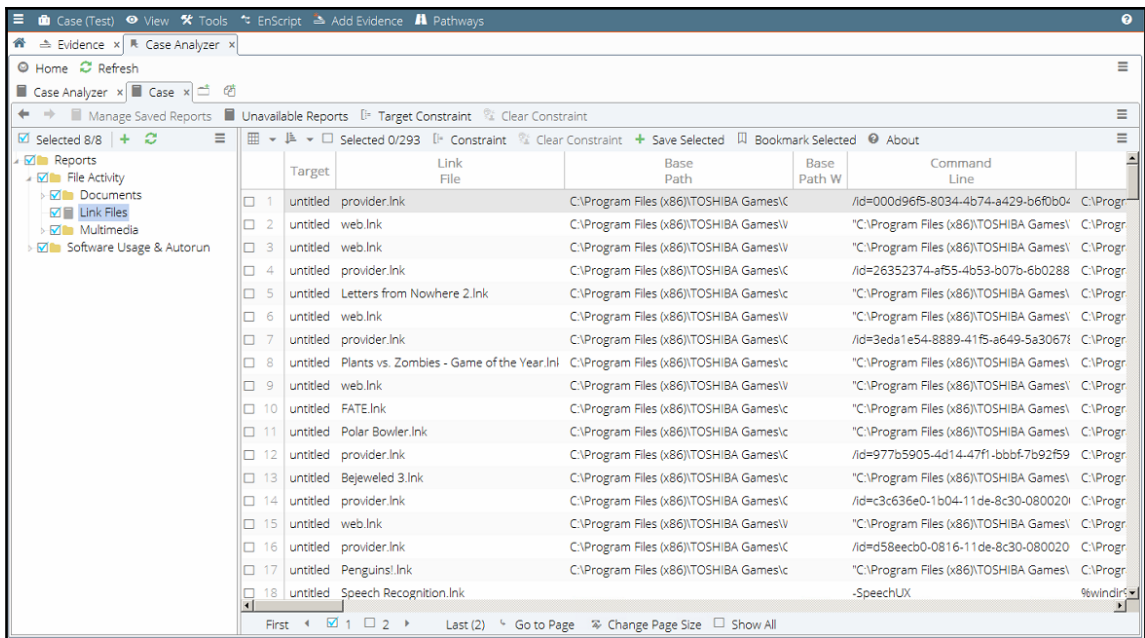 Case (Test) View Tools EnScript Add Evidence Pathways
Evidence x Case Analyzer x
Home Refresh
Case Analyzer x Case x
Manage Saved Reports Unavailable Reports Target Constraint Clear Constraint
Selected 8/8
Reports
File Activity
Documents
Link Files
Multimedia
Software Usage & Autorun
Selected 0/293 Constraint Clear Constraint Save Selected Bookmark Selected About
Target Link File Base Path Base Path W Command Line
1 untitled provider.lnk C:\Program Files (x86)\TOSHIBA Games\C /id=000d96f5-8034-4b74-a429-b6f0b04 C:\Progr
2 untitled web.lnk C:\Program Files (x86)\TOSHIBA Games\V "C:\Program Files (x86)\TOSHIBA Games\ C:\Progr
3 untitled web.lnk C:\Program Files (x86)\TOSHIBA Games\V "C:\Program Files (x86)\TOSHIBA Games\ C:\Progr
4 untitled provider.lnk C:\Program Files (x86)\TOSHIBA Games\C /id=26352374-af55-4b53-b07b-6b0288 C:\Progr
5 untitled Letters from Nowhere 2.lnk C:\Program Files (x86)\TOSHIBA Games\c "C:\Program Files (x86)\TOSHIBA Games\ C:\Progr
6 untitled web.lnk C:\Program Files (x86)\TOSHIBA Games\V "C:\Program Files (x86)\TOSHIBA Games\ C:\Progr
7 untitled provider.lnk C:\Program Files (x86)\TOSHIBA Games\C /id=3eda1e54-8889-41f5-a649-5a30678 C:\Progr
8 untitled Plants vs. Zombies - Game of the Year.lnk C:\Program Files (x86)\TOSHIBA Games\c "C:\Program Files (x86)\TOSHIBA Games\ C:\Progr
9 untitled web.lnk C:\Program Files (x86)\TOSHIBA Games\V "C:\Program Files (x86)\TOSHIBA Games\ C:\Progr
10 untitled FATE.lnk C:\Program Files (x86)\TOSHIBA Games\c "C:\Program Files (x86)\TOSHIBA Games\ C:\Progr
11 untitled Polar Bowler.lnk C:\Program Files (x86)\TOSHIBA Games\c "C:\Program Files (x86)\TOSHIBA Games\ C:\Progr
12 untitled provider.lnk C:\Program Files (x86)\TOSHIBA Games\C /id=977b5905-4d14-47f1-bbbf-7b92f59 C:\Progr
13 untitled Bejeweled 3.lnk C:\Program Files (x86)\TOSHIBA Games\c "C:\Program Files (x86)\TOSHIBA Games\ C:\Progr
14 untitled provider.lnk C:\Program Files (x86)\TOSHIBA Games\C /id=c3c636e0-1b04-11de-8c30-080020 C:\Progr
15 untitled web.lnk C:\Program Files (x86)\TOSHIBA Games\V "C:\Program Files (x86)\TOSHIBA Games\ C:\Progr
16 untitled provider.lnk C:\Program Files (x86)\TOSHIBA Games\C /id=d58eecb0-0816-11de-8c30-080020 C:\Progr
17 untitled Penguins!.lnk C:\Program Files (x86)\TOSHIBA Games\c "C:\Program Files (x86)\TOSHIBA Games\ C:\Progr
18 untitled Speech Recognition.lnk -SpeechUX %windir%
First 1 2 Last (2) Go to Page Change Page Size Show All